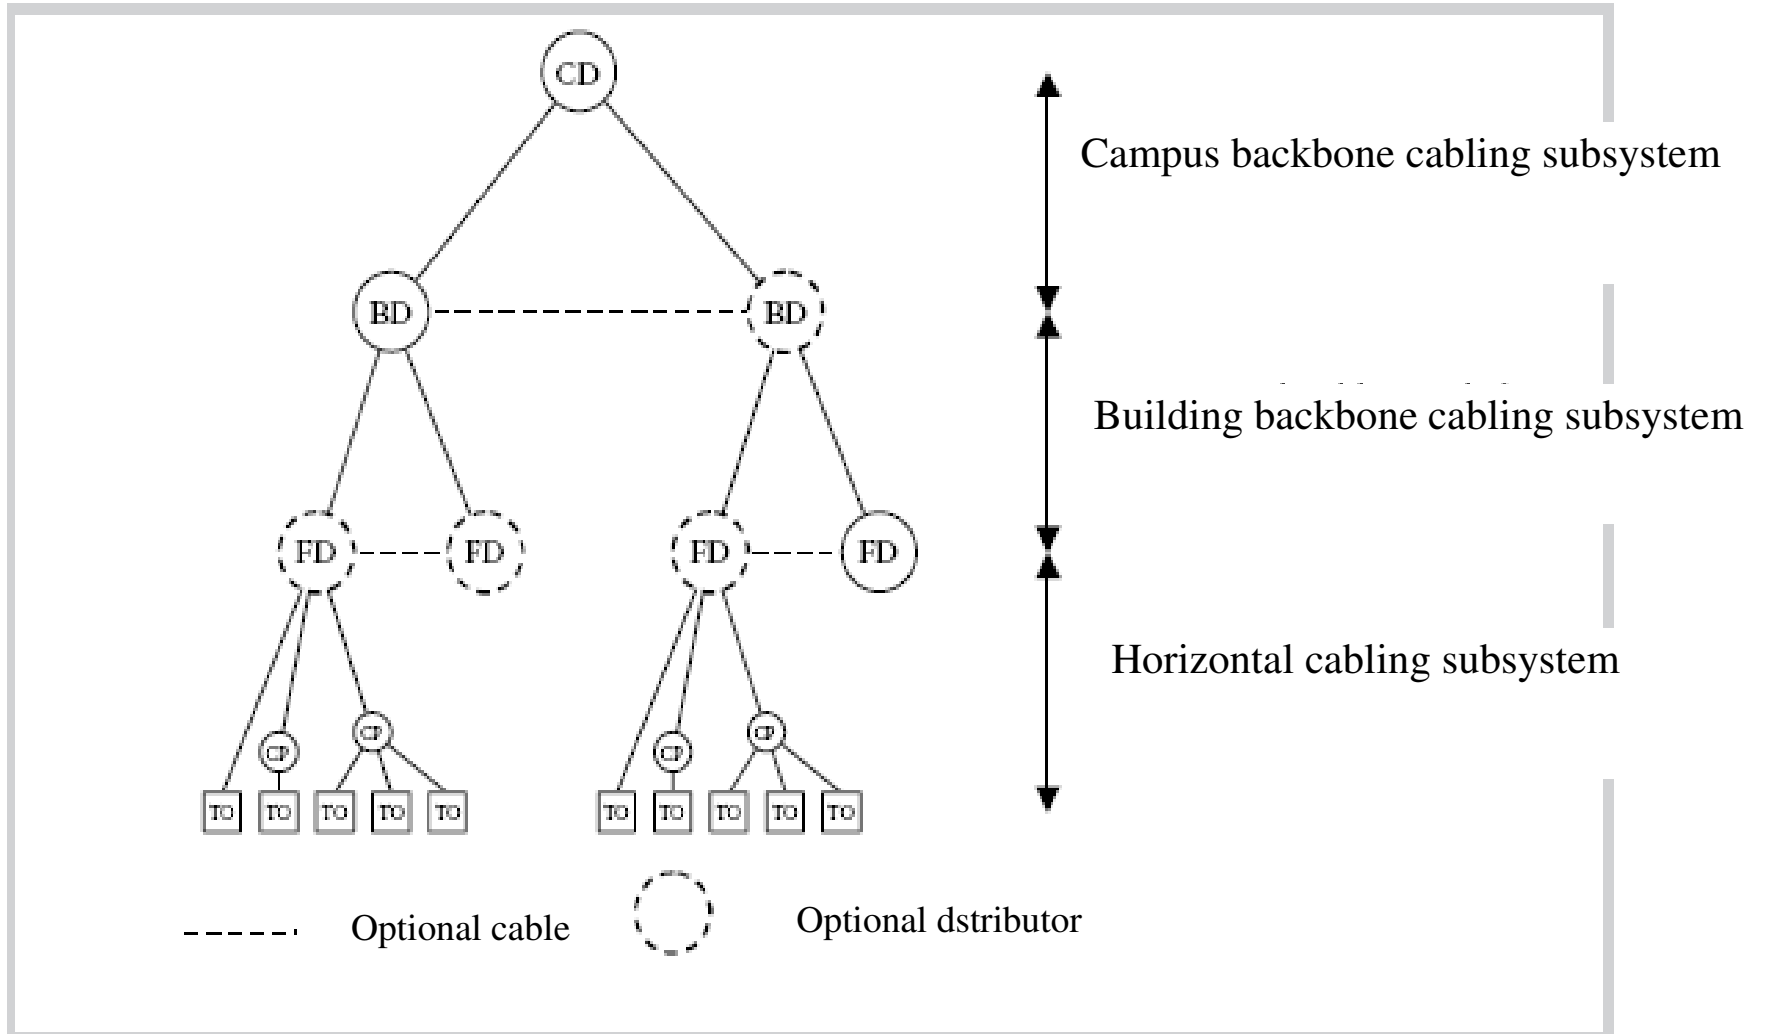 CD
Campus backbone cabling subsystem
BD BD
Building backbone cabling subsystem
FD FD FD FD
Horizontal cabling subsystem
CP CP
CP CP
TO TO TO TO TO TO TO TO TO TO
Optional cable Optional dstributor